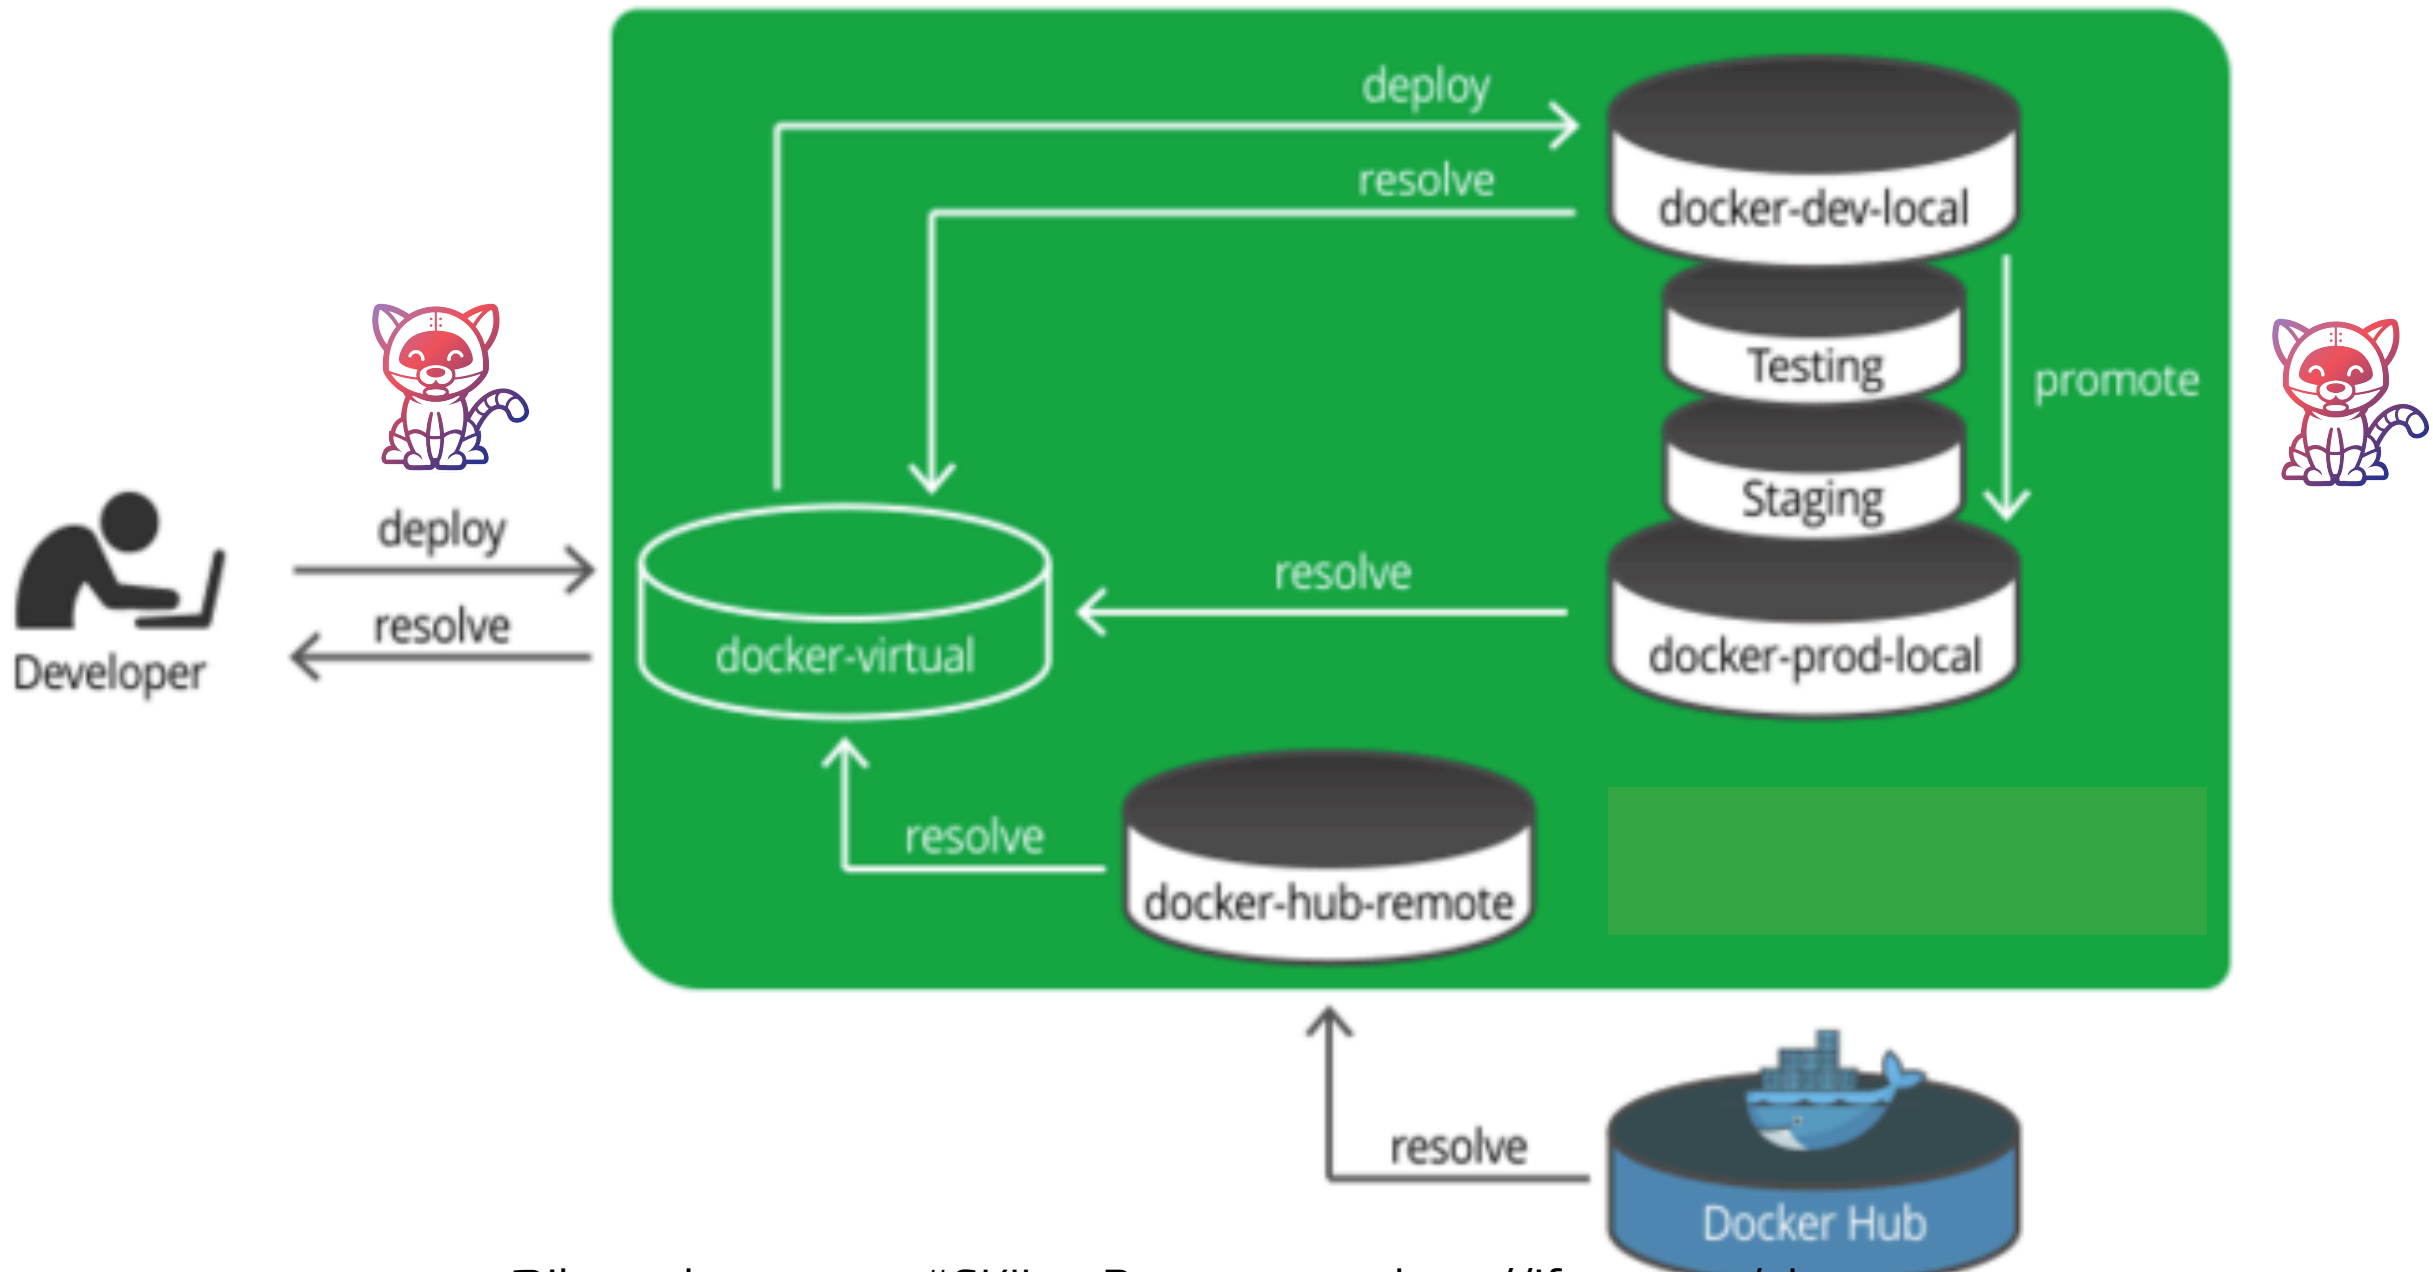 deploy
resolve
docker-dev-local
Testing
promote
Staging
deploy
resolve
Developer
docker-virtual
resolve
docker-prod-local
resolve
docker-hub-remote
resolve
Docker Hub